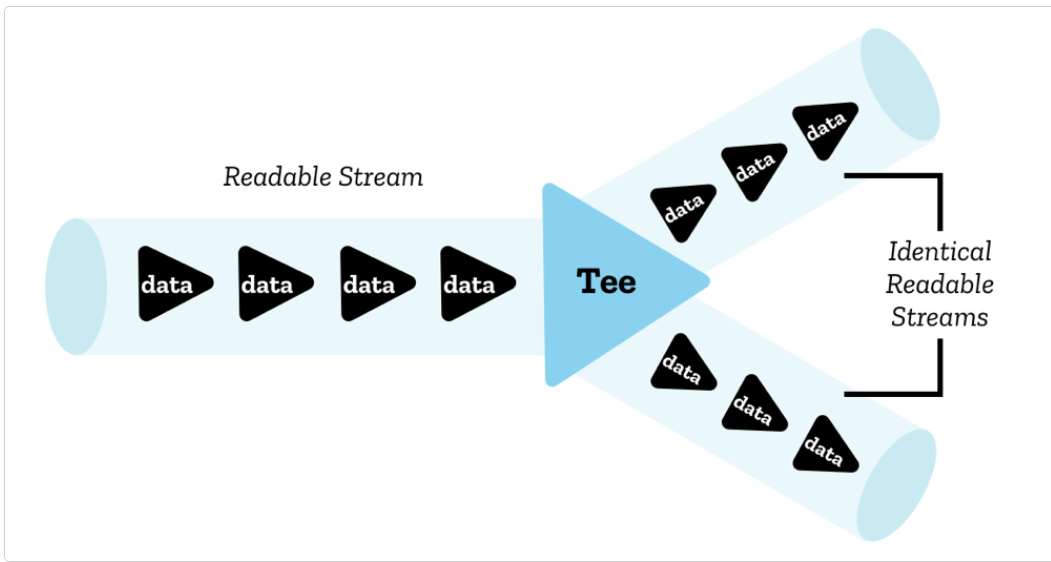 Readable Stream
data
data
data
data
Tee
data
data
data
data
data
data
Identical
Readable
Streams